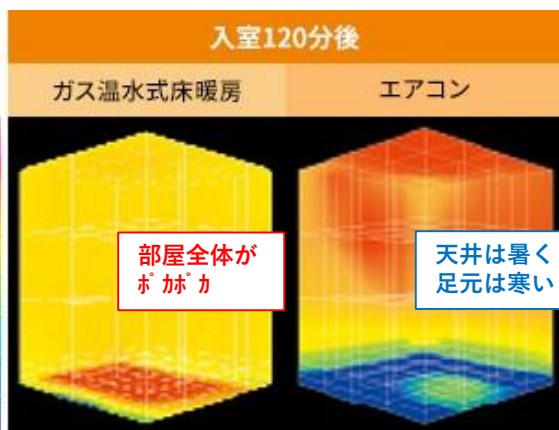 入室120分後
ガス温水式床暖房
エアコン
部屋全体が
ポカポカ
天井は暑く
足元は寒い